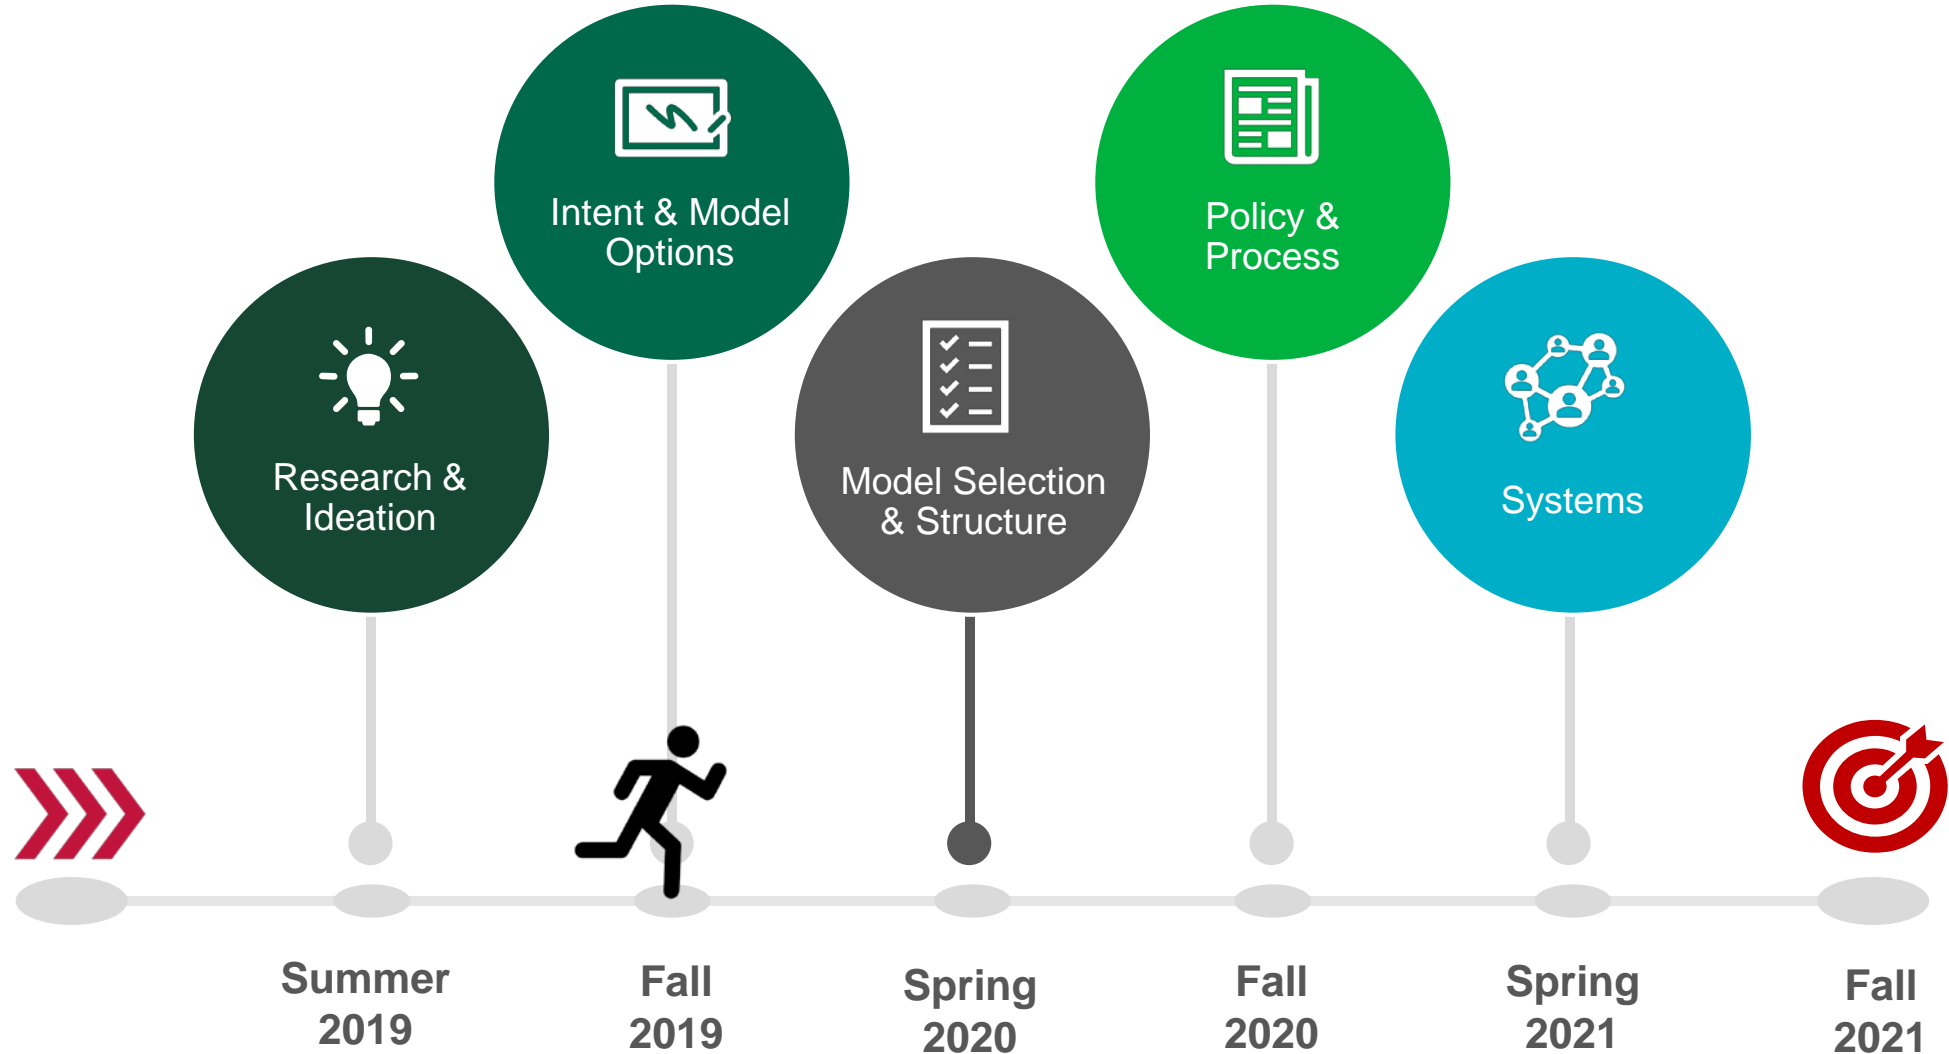 Intent & Model
Options
Policy &
Process
Research &
Ideation
Model Selection
& Structure
Systems
Summer
2019
Fall
2019
Spring
2020
Fall
2020
Spring
2021
Fall
2021